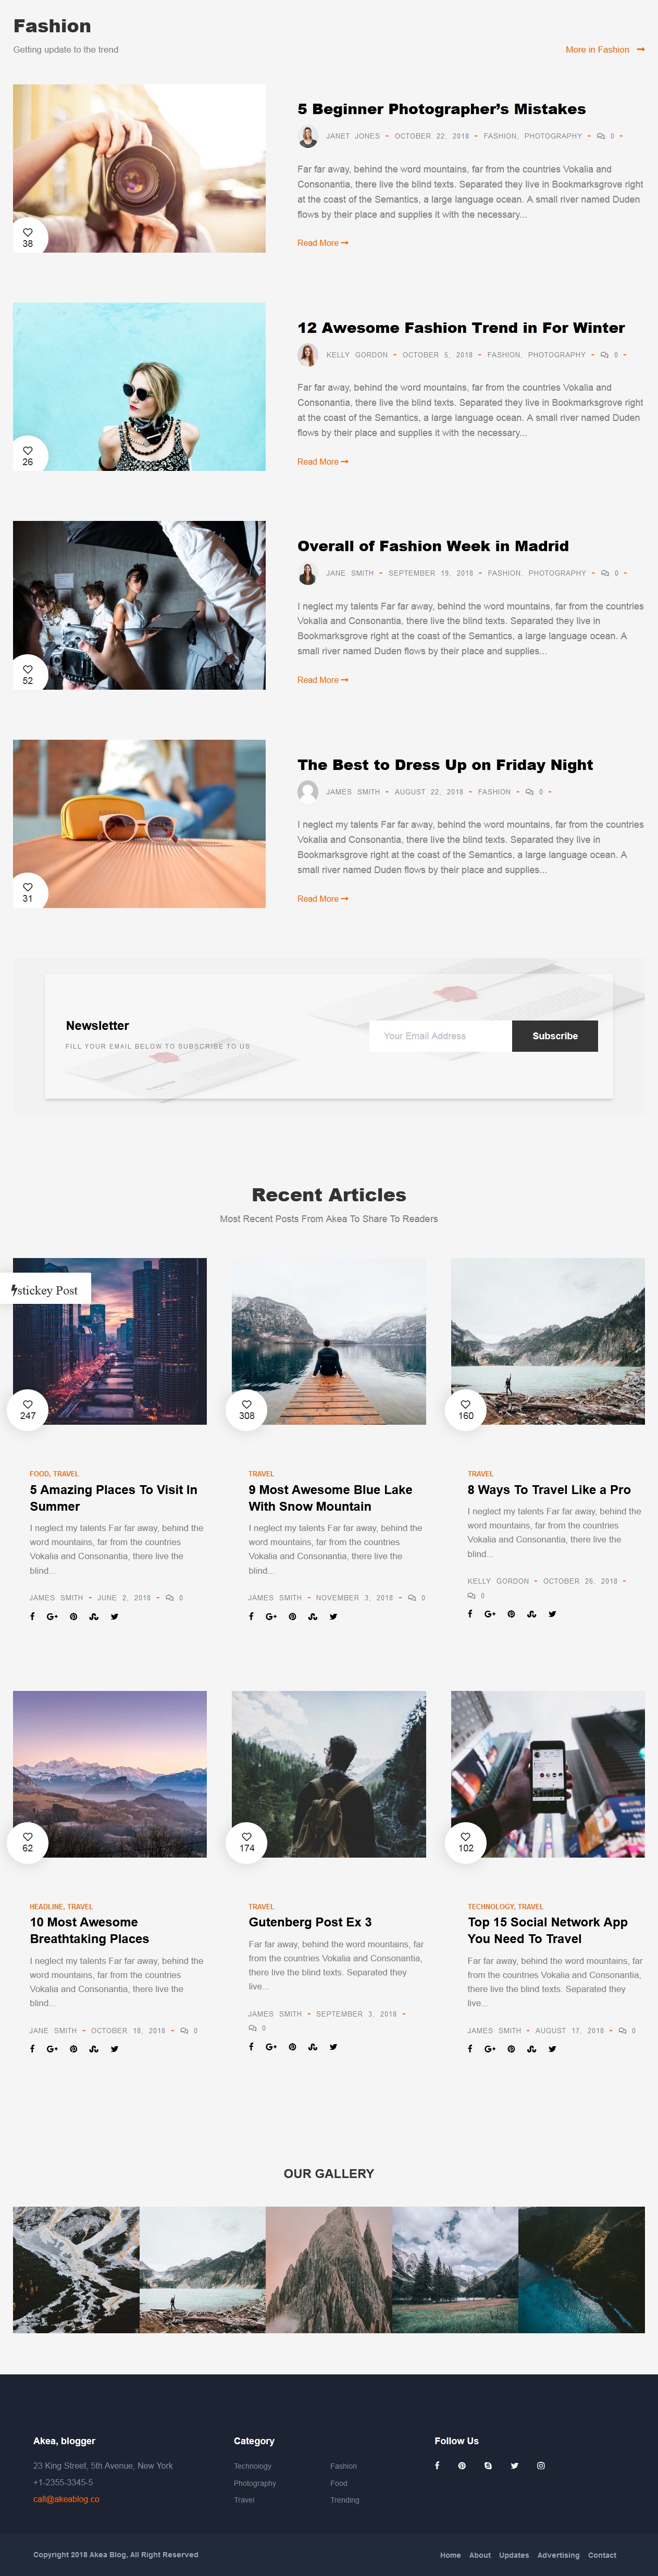 Fashion
Getting update to the trend
More in Fashion
5 Beginner Photographer's Mistakes
JANET JONES - OCTOBER 22, 2018 - FASHION, PHOTOGRAPHY - 0 -
Far far away, behind the word mountains, far from the countries Vokalia and
Consonantia, there live the blind texts. Separated they live in Bookmarksgrove right
at the coast of the Semantics, a large language ocean. A small river named Duden
flows by their place and supplies it with the necessary...
Read More
38
12 Awesome Fashion Trend in For Winter
KELLY GORDON - OCTOBER 5, 2018 - FASHION, PHOTOGRAPHY - 0 -
Far far away, behind the word mountains, far from the countries Vokalia and
Consonantia, there live the blind texts. Separated they live in Bookmarksgrove right
at the coast of the Semantics, a large language ocean. A small river named Duden
flows by their place and supplies it with the necessary...
Read More
26
Overall of Fashion Week in Madrid
JANE SMITH - SEPTEMBER 19, 2018 - FASHION, PHOTOGRAPHY - 0 -
I neglect my talents Far far away, behind the word mountains, far from the countries
Vokalia and Consonantia, there live the blind texts. Separated they live in
Bookmarksgrove right at the coast of the Semantics, a large language ocean. A
small river named Duden flows by their place and supplies...
Read More
52
The Best to Dress Up on Friday Night
JAMES SMITH - AUGUST 22, 2018 - FASHION - 0 -
I neglect my talents Far far away, behind the word mountains, far from the countries
Vokalia and Consonantia, there live the blind texts. Separated they live in
Bookmarksgrove right at the coast of the Semantics, a large language ocean. A
small river named Duden flows by their place and supplies...
Read More
31
Newsletter
FILL YOUR EMAIL BELOW TO SUBSCRIBE TO US
Your Email Address
Subscribe
Recent Articles
Most Recent Posts From Akea To Share To Readers
stickey Post
247
FOOD, TRAVEL
5 Amazing Places To Visit In
Summer
I neglect my talents Far far away, behind the
word mountains, far from the countries
Vokalia and Consonantia, there live the
blind...
JAMES SMITH - JUNE 2, 2018 - 0
308
TRAVEL
9 Most Awesome Blue Lake
With Snow Mountain
I neglect my talents Far far away, behind the
word mountains, far from the countries
Vokalia and Consonantia, there live the
blind...
JAMES SMITH - NOVEMBER 3, 2018 - 0
160
TRAVEL
8 Ways To Travel Like a Pro
I neglect my talents Far far away, behind the
word mountains, far from the countries
Vokalia and Consonantia, there live the
blind...
KELLY GORDON - OCTOBER 26, 2018 -
0
62
HEADLINE, TRAVEL
10 Most Awesome
Breathtaking Places
I neglect my talents Far far away, behind the
word mountains, far from the countries
Vokalia and Consonantia, there live the
blind...
JANE SMITH - OCTOBER 18, 2018 - 0
174
TRAVEL
Gutenberg Post Ex 3
Far far away, behind the word mountains, far
from the countries Vokalia and Consonantia,
there live the blind texts. Separated they
live...
JAMES SMITH - SEPTEMBER 3, 2018 -
0
102
TECHNOLOGY, TRAVEL
Top 15 Social Network App
You Need To Travel
Far far away, behind the word mountains, far
from the countries Vokalia and Consonantia,
there live the blind texts. Separated they
live...
JAMES SMITH - AUGUST 17, 2018 - 0
OUR GALLERY
Akea, blogger
23 King Street, 5th Avenue, New York
+1-2355-3345-5
call@akeablog.co
Category
Technology
Photography
Travel
Fashion
Food
Trending
Follow Us
Copyright 2018 Akea Blog, All Right Reserved
Home About Updates Advertising Contact